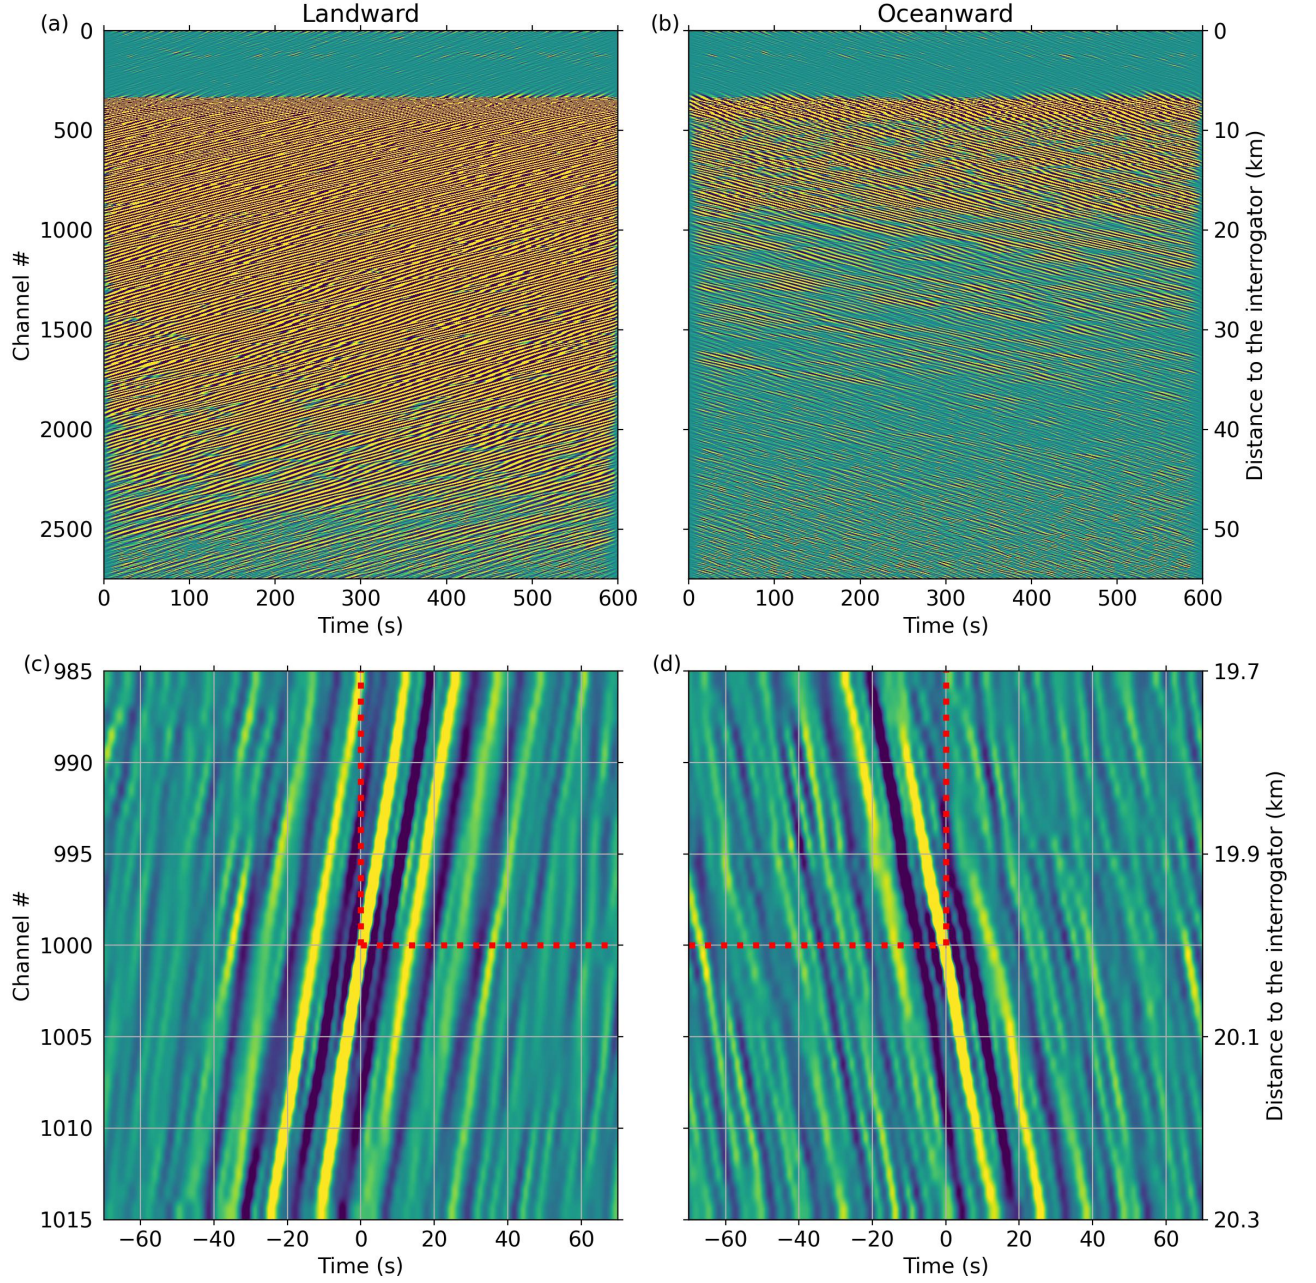 (a) Landward (b) Oceanward
0 0
500 10
1000 20
1500 30
2000 40
2500 50
Channel #
Distance to the interrogator (km)
0 100 200 300 400 500 600 0 100 200 300 400 500 600
Time (s) Time (s)
(c) (d)
985 19.7
990
995 19.9
1000
1005 20.1
1010
1015 20.3
Channel #
Distance to the interrogator (km)
−60 −40 −20 0 20 40 60 −60 −40 −20 0 20 40 60
Time (s) Time (s)